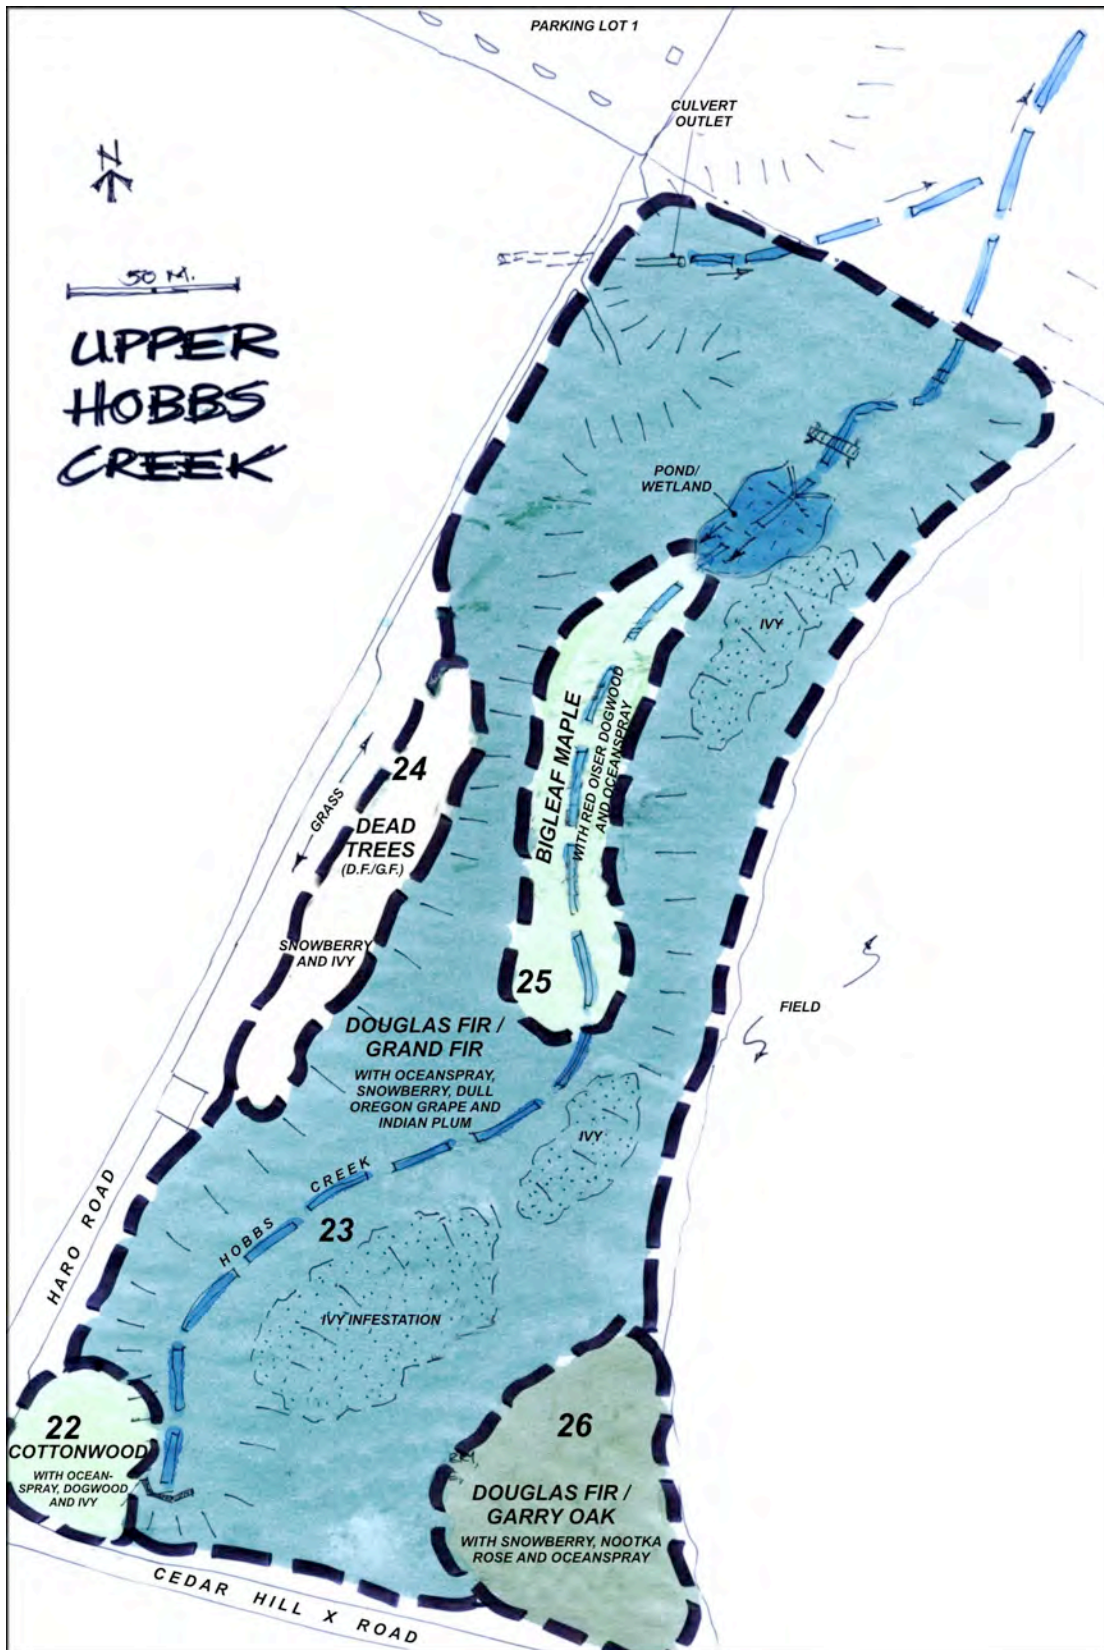 PARKING LOT 1
CULVERT
OUTLET
N
50 M.
UPPER
HOBBS
CREEK
POND/
WETLAND
IVY
BIGLEAF MAPLE
WITH RED OISER DOGWOOD
AND OCEANSPRAY
24
GRASS
DEAD
TREES
(D.F./G.F.)
SNOWBERRY
AND IVY
25
FIELD
DOUGLAS FIR /
GRAND FIR
WITH OCEANSPRAY,
SNOWBERRY, DULL
OREGON GRAPE AND
INDIAN PLUM
IVY
HOBBS CREEK
HARO ROAD
23
IVY INFESTATION
22
COTTONWOOD
WITH OCEAN-
SPRAY, DOGWOOD
AND IVY
26
DOUGLAS FIR /
GARRY OAK
WITH SNOWBERRY, NOOTKA
ROSE AND OCEANSPRAY
CEDAR HILL X ROAD